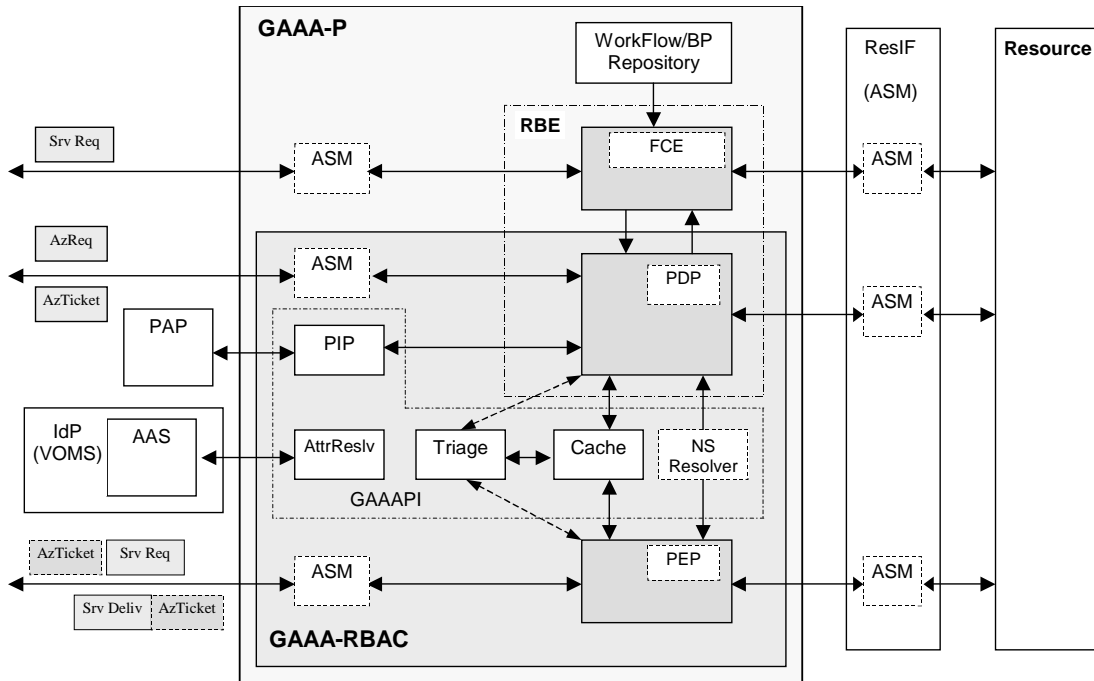 GAAA-P
WorkFlow/BP
Repository
ResIF
(ASM)
Resource
RBE
Srv Req
ASM
FCE
ASM
AzReq
AzTicket
ASM
PDP
ASM
PAP
PIP
IdP
(VOMS)
AAS
AttrReslv
Triage
Cache
NS
Resolver
GAAAPI
AzTicket
Srv Req
ASM
PEP
ASM
Srv Deliv
AzTicket
GAAA-RBAC